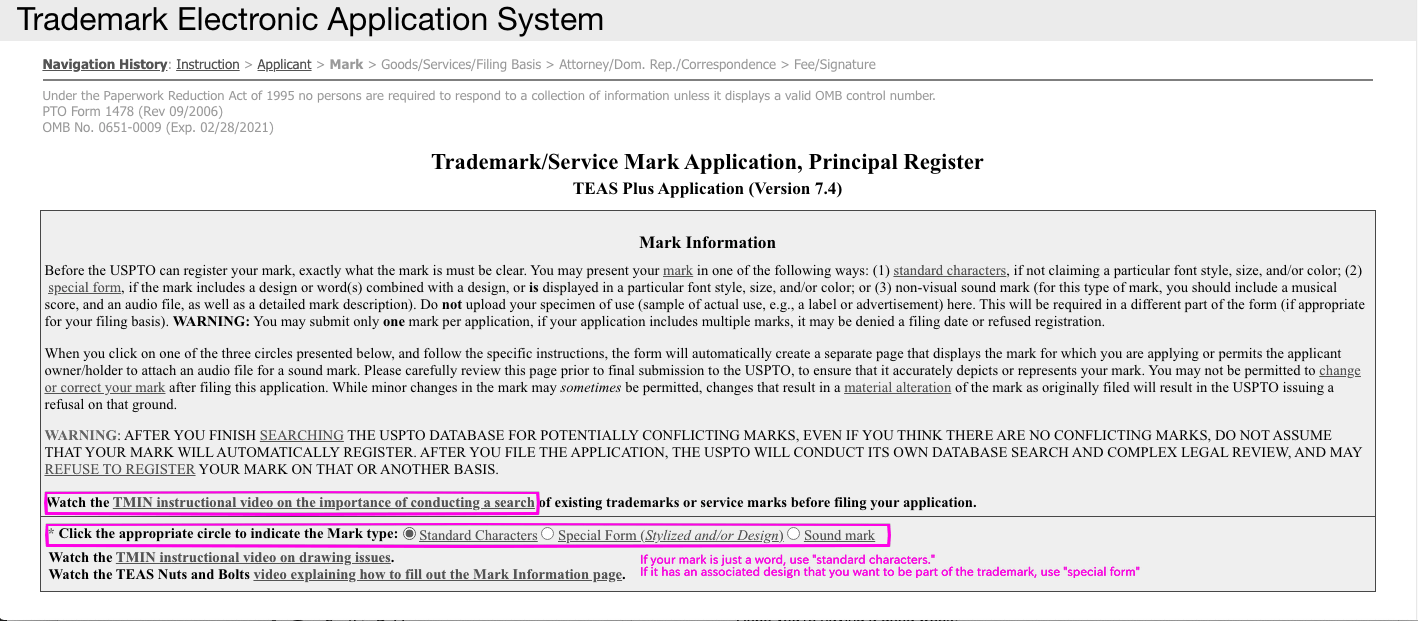 Trademark Electronic Application System
Navigation History: Instruction > Applicant > Mark > Goods/Services/Filing Basis > Attorney/Dom. Rep./Correspondence > Fee/Signature
Under the Paperwork Reduction Act of 1995 no persons are required to respond to a collection of information unless it displays a valid OMB control number.
PTO Form 1478 (Rev 09/2006)
OMB No. 0651-0009 (Exp. 02/28/2021)
Trademark/Service Mark Application, Principal Register
TEAS Plus Application (Version 7.4)
Mark Information
Before the USPTO can register your mark, exactly what the mark is must be clear. You may present your mark in one of the following ways: (1) standard characters, if not claiming a particular font style, size, and/or color; (2)
special form, if the mark includes a design or word(s) combined with a design, or is displayed in a particular font style, size, and/or color; or (3) non-visual sound mark (for this type of mark, you should include a musical
score, and an audio file, as well as a detailed mark description). Do not upload your specimen of use (sample of actual use, e.g., a label or advertisement) here. This will be required in a different part of the form (if appropriate
for your filing basis). WARNING: You may submit only one mark per application, if your application includes multiple marks, it may be denied a filing date or refused registration.
When you click on one of the three circles presented below, and follow the specific instructions, the form will automatically create a separate page that displays the mark for which you are applying or permits the applicant
owner/holder to attach an audio file for a sound mark. Please carefully review this page prior to final submission to the USPTO, to ensure that it accurately depicts or represents your mark. You may not be permitted to change
or correct your mark after filing this application. While minor changes in the mark may sometimes be permitted, changes that result in a material alteration of the mark as originally filed will result in the USPTO issuing a
refusal on that ground.
WARNING: AFTER YOU FINISH SEARCHING THE USPTO DATABASE FOR POTENTIALLY CONFLICTING MARKS, EVEN IF YOU THINK THERE ARE NO CONFLICTING MARKS, DO NOT ASSUME
THAT YOUR MARK WILL AUTOMATICALLY REGISTER. AFTER YOU FILE THE APPLICATION, THE USPTO WILL CONDUCT ITS OWN DATABASE SEARCH AND COMPLEX LEGAL REVIEW, AND MAY
REFUSE TO REGISTER YOUR MARK ON THAT OR ANOTHER BASIS.
Watch the TMIN instructional video on the importance of conducting a search of existing trademarks or service marks before filing your application.
* Click the appropriate circle to indicate the Mark type: Standard Characters Special Form (Stylized and/or Design) Sound mark
Watch the TMIN instructional video on drawing issues.
If your mark is just a word, use "standard characters."
If it has an associated design that you want to be part of the trademark, use "special form"
Watch the TEAS Nuts and Bolts video explaining how to fill out the Mark Information page.